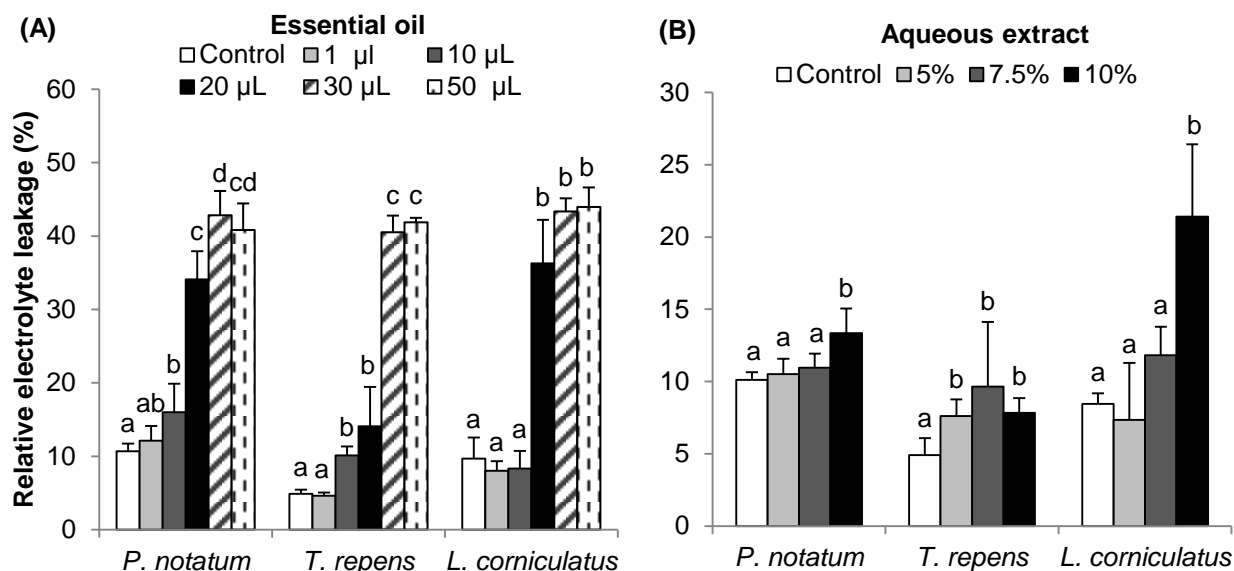 (A)
Essential oil
Control 1 µl 10 µL
20 µL 30 µL 50 µL
Relative electrolyte leakage (%)
60
50
40
30
20
10
0
a ab b c d cd
a a b b c c
a a a b b b
P. notatum T. repens L. corniculatus
(B)
Aqueous extract
Control 5% 7.5% 10%
30
25
20
15
10
5
0
a a a b
a b b b
a a a b
P. notatum T. repens L. corniculatus